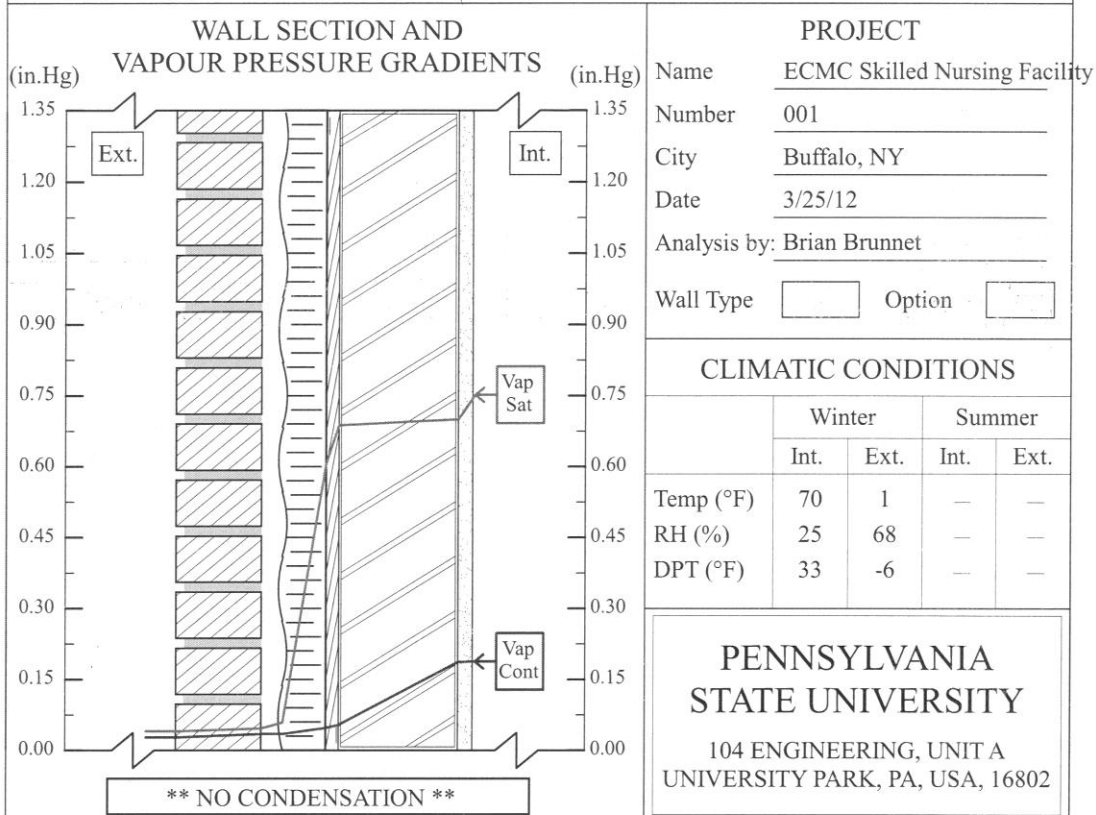 WALL SECTION AND
VAPOUR PRESSURE GRADIENTS
(in.Hg)
(in.Hg)
1.35
1.20
1.05
0.90
0.75
0.60
0.45
0.30
0.15
0.00
Ext.
Int.
Vap
Sat
Vap
Cont
1.35
1.20
1.05
0.90
0.75
0.60
0.45
0.30
0.15
0.00
** NO CONDENSATION **
PROJECT
Name ECMC Skilled Nursing Facility
Number 001
City Buffalo, NY
Date 3/25/12
Analysis by: Brian Brunnet
Wall Type Option
CLIMATIC CONDITIONS
Winter Summer
Int. Ext. Int. Ext.
Temp (°F) 70 1 — —
RH (%) 25 68 — —
DPT (°F) 33 -6 — —
PENNSYLVANIA
STATE UNIVERSITY
104 ENGINEERING, UNIT A
UNIVERSITY PARK, PA, USA, 16802